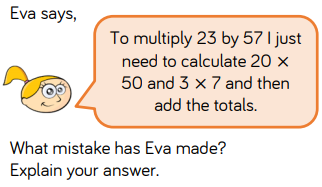 Eva says,
To multiply 23 by 57 I just
need to calculate 20 ×
50 and 3 × 7 and then
add the totals.
What mistake has Eva made?
Explain your answer.